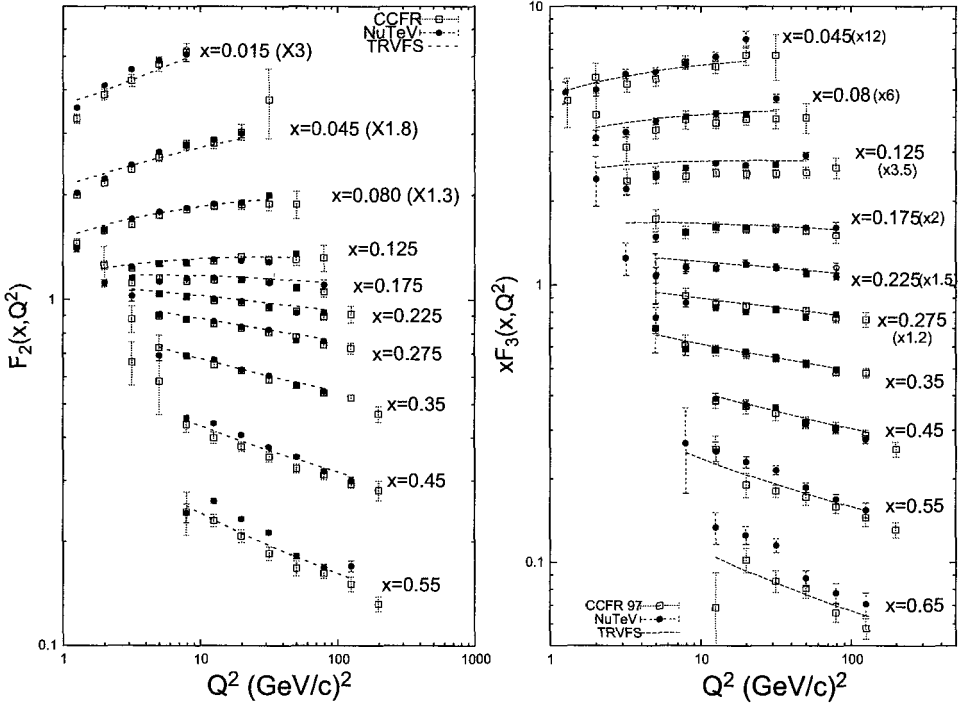 CCFR
NuTeV
TRVFS
x=0.015 (X3)
x=0.045 (X1.8)
x=0.080 (X1.3)
x=0.125
x=0.175
x=0.225
x=0.275
x=0.35
x=0.45
x=0.55
F₂(x,Q²)
1
0.1
1
10
100
1000
Q² (GeV/c)²
x=0.045(x12)
x=0.08(x6)
x=0.125
(x3.5)
x=0.175(x2)
x=0.225(x1.5)
x=0.275
(x1.2)
x=0.35
x=0.45
x=0.55
x=0.65
CCFR 97
NuTeV
TRVFS
xF₃(x,Q²)
10
1
0.1
1
10
100
Q² (GeV/c)²